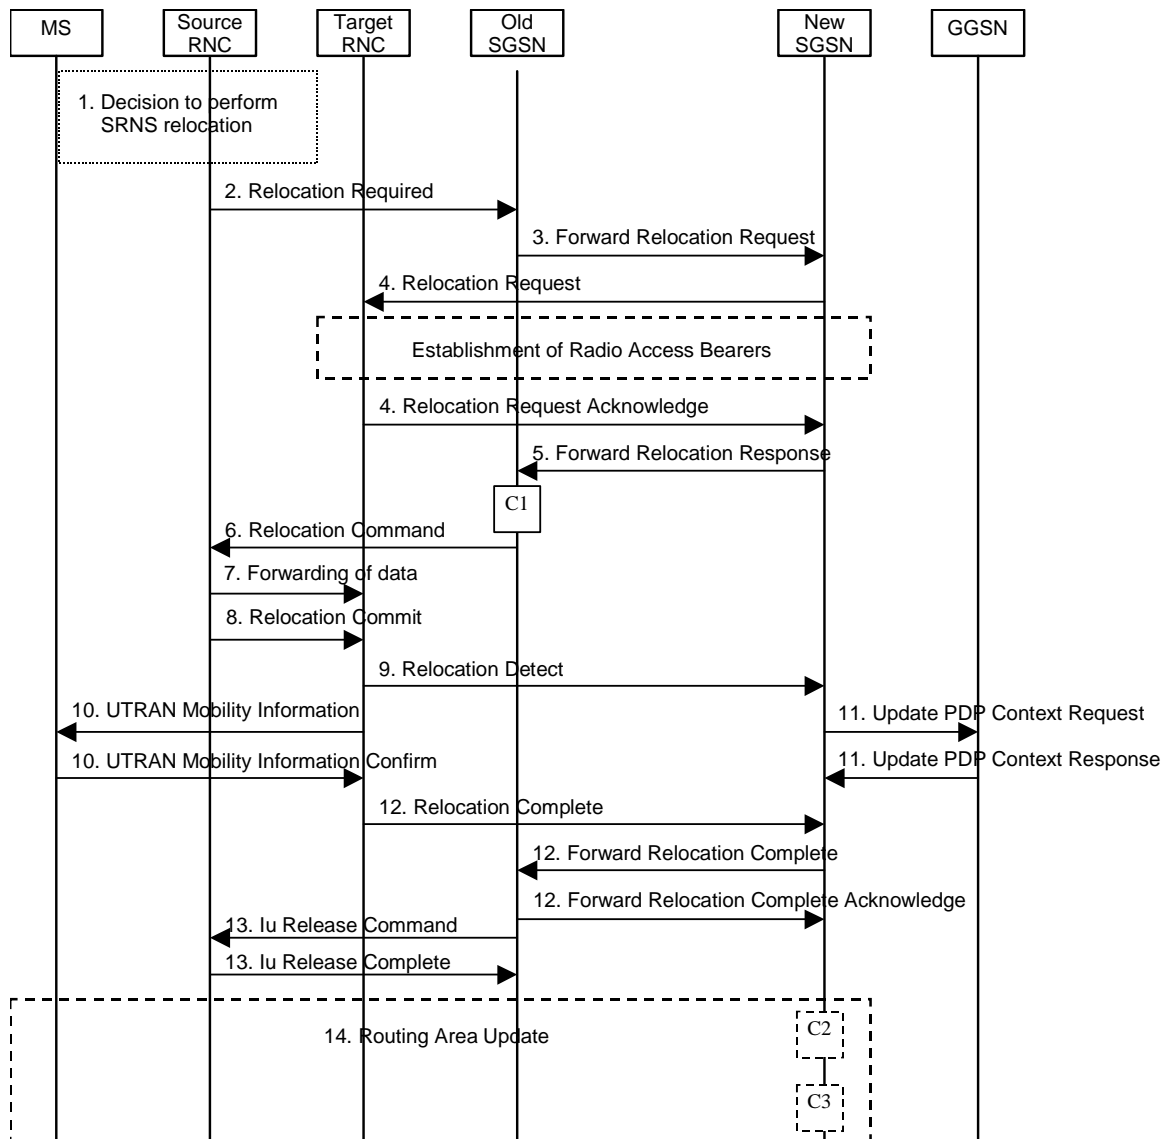 MS
Source
RNC
Target
RNC
Old
SGSN
New
SGSN
GGSN
1. Decision to perform
SRNS relocation
2. Relocation Required
3. Forward Relocation Request
4. Relocation Request
Establishment of Radio Access Bearers
4. Relocation Request Acknowledge
5. Forward Relocation Response
C1
6. Relocation Command
7. Forwarding of data
8. Relocation Commit
9. Relocation Detect
10. UTRAN Mobility Information
11. Update PDP Context Request
10. UTRAN Mobility Information Confirm
11. Update PDP Context Response
12. Relocation Complete
12. Forward Relocation Complete
12. Forward Relocation Complete Acknowledge
13. Iu Release Command
13. Iu Release Complete
14. Routing Area Update
C2
C3